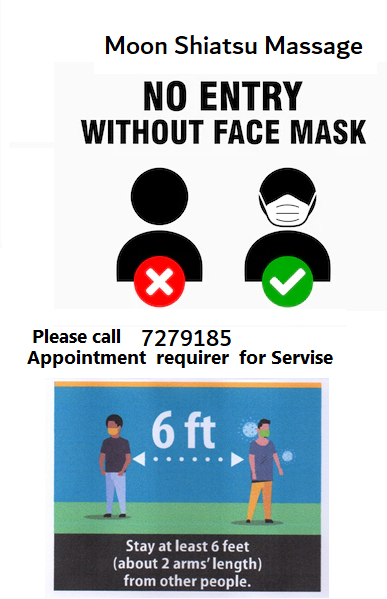 Moon Shiatsu Massage
NO ENTRY
WITHOUT FACE MASK
Please call 7279185
Appointment requirer for Servise
6 ft
Stay at least 6 feet
(about 2 arms' length)
from other people.